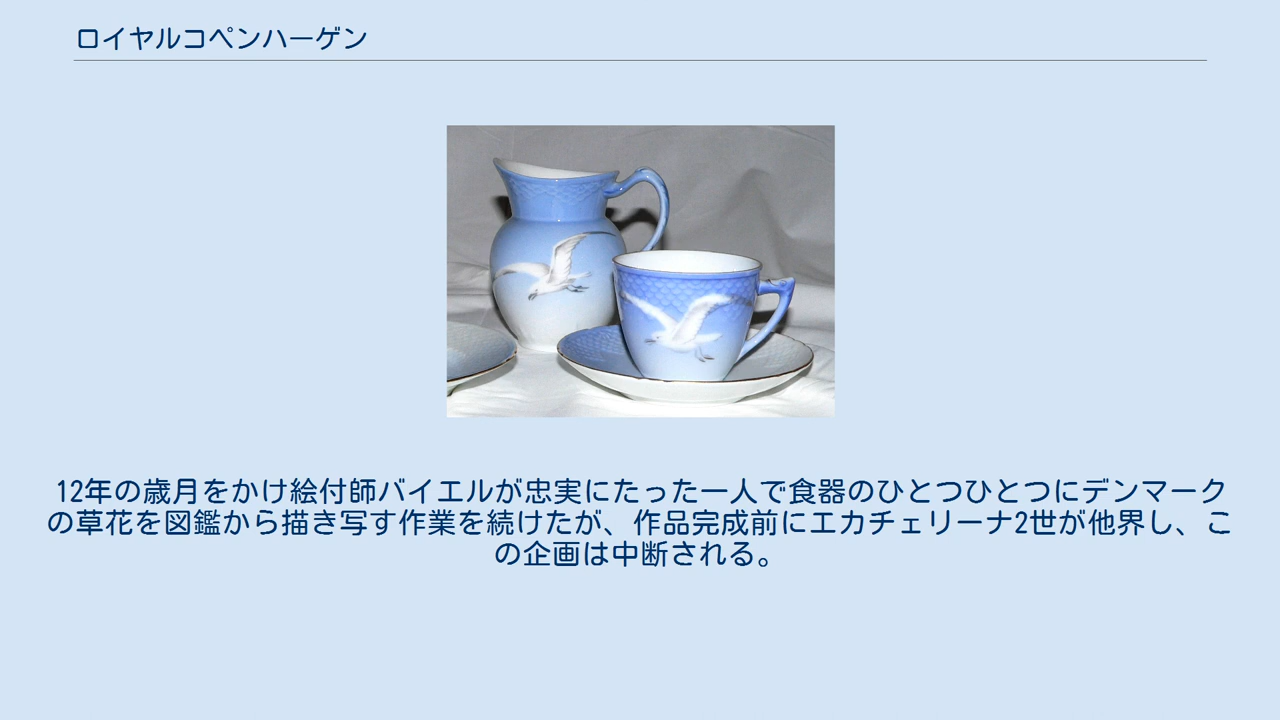 ロイヤルコペンハーゲン
12年の歳月をかけ絵付師バイエルが忠実にたった一人で食器のひとつひとつにデンマーク
の草花を図鑑から描き写す作業を続けたが、作品完成前にエカチェリーナ2世が他界し、こ
の企画は中断される。